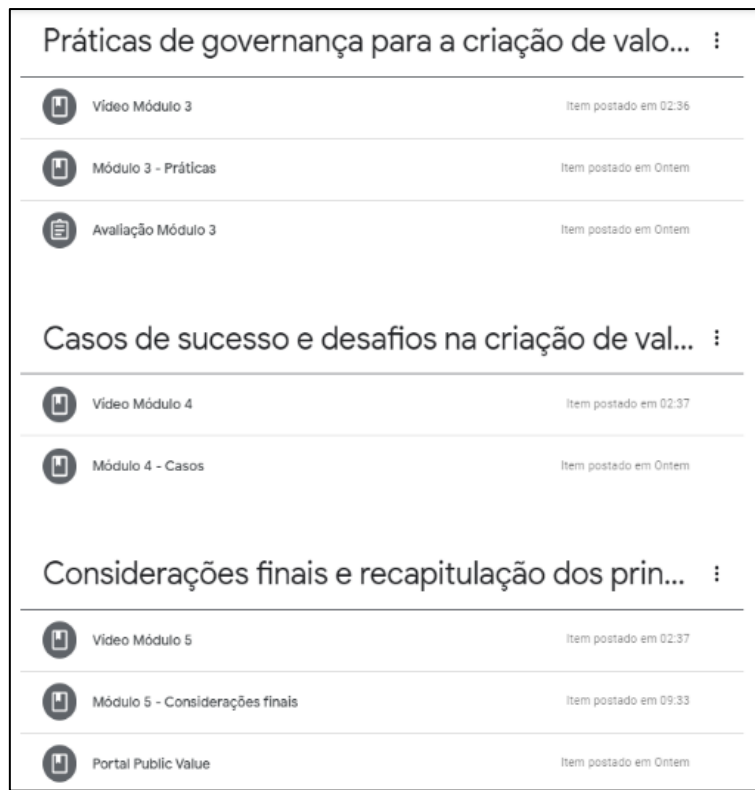 Práticas de governança para a criação de valo...
Vídeo Módulo 3 Item postado em 02:36
Módulo 3 - Práticas Item postado em Ontem
Avaliação Módulo 3 Item postado em Ontem
Casos de sucesso e desafios na criação de val...
Vídeo Módulo 4 Item postado em 02:37
Módulo 4 - Casos Item postado em Ontem
Considerações finais e recapitulação dos prin...
Vídeo Módulo 5 Item postado em 02:37
Módulo 5 - Considerações finais Item postado em 09:33
Portal Public Value Item postado em Ontem